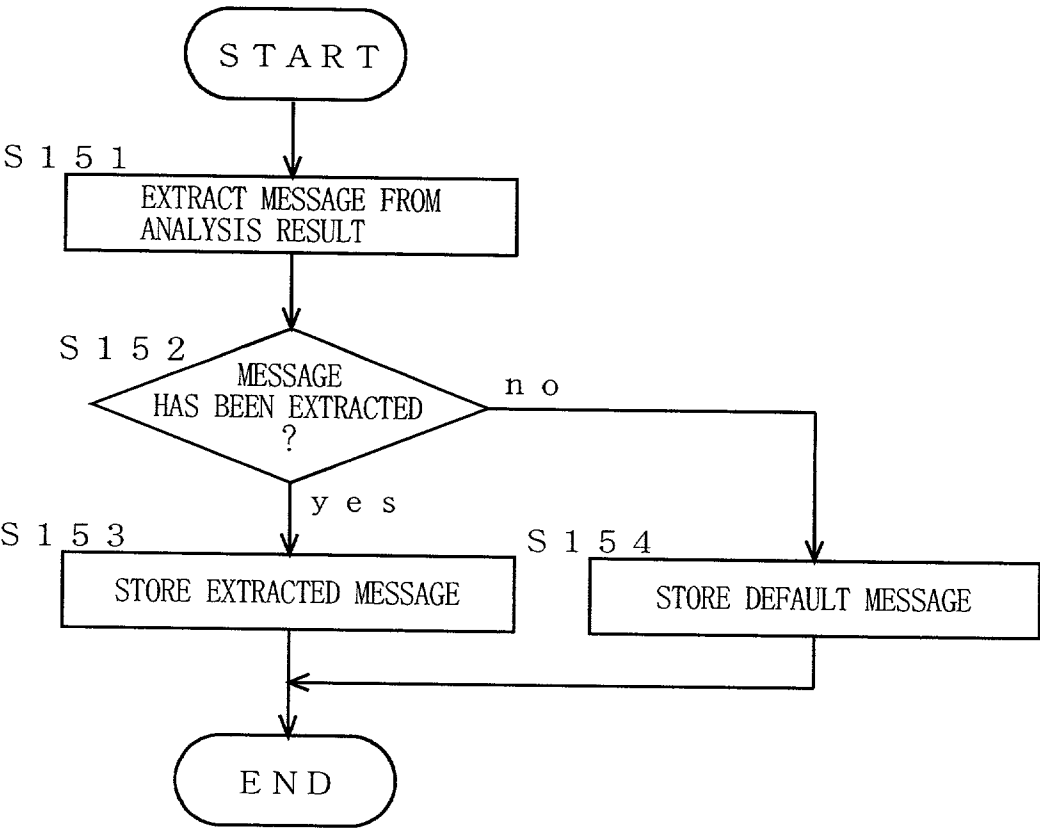 START
S151
EXTRACT MESSAGE FROM
ANALYSIS RESULT
S152
MESSAGE
HAS BEEN EXTRACTED
?
no
yes
S153
STORE EXTRACTED MESSAGE
S154
STORE DEFAULT MESSAGE
END